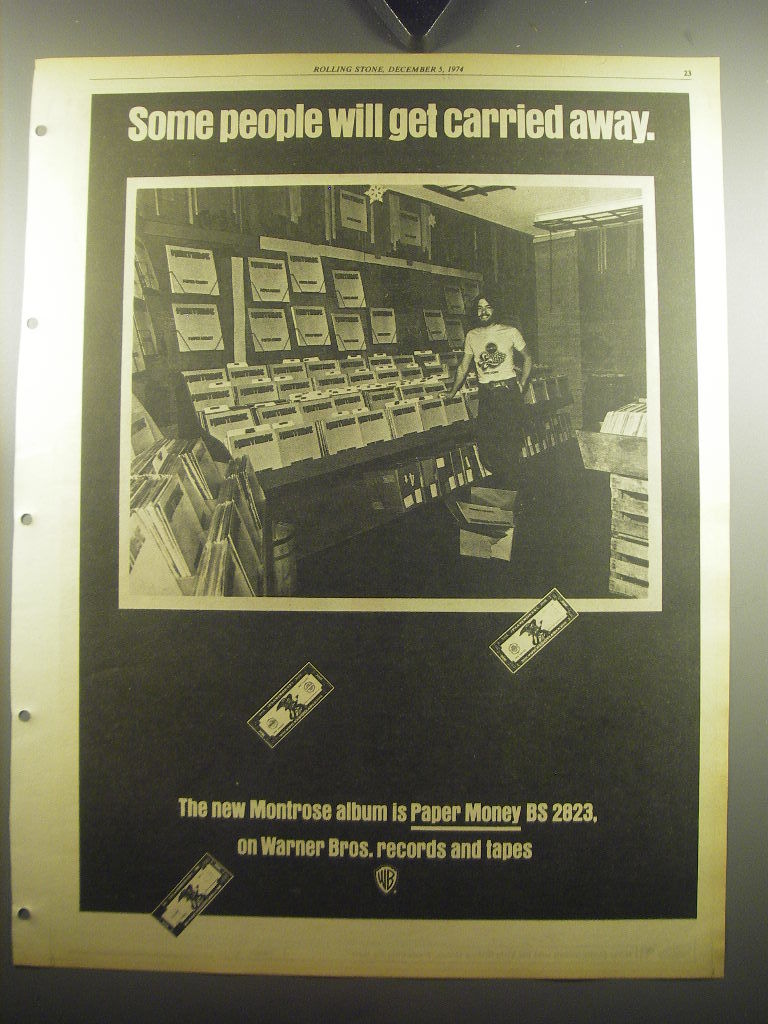 ROLLING STONE, DECEMBER 5, 1974
23
Some people will get carried away.
The new Montrose album is Paper Money BS 2823,
on Warner Bros. records and tapes
WB